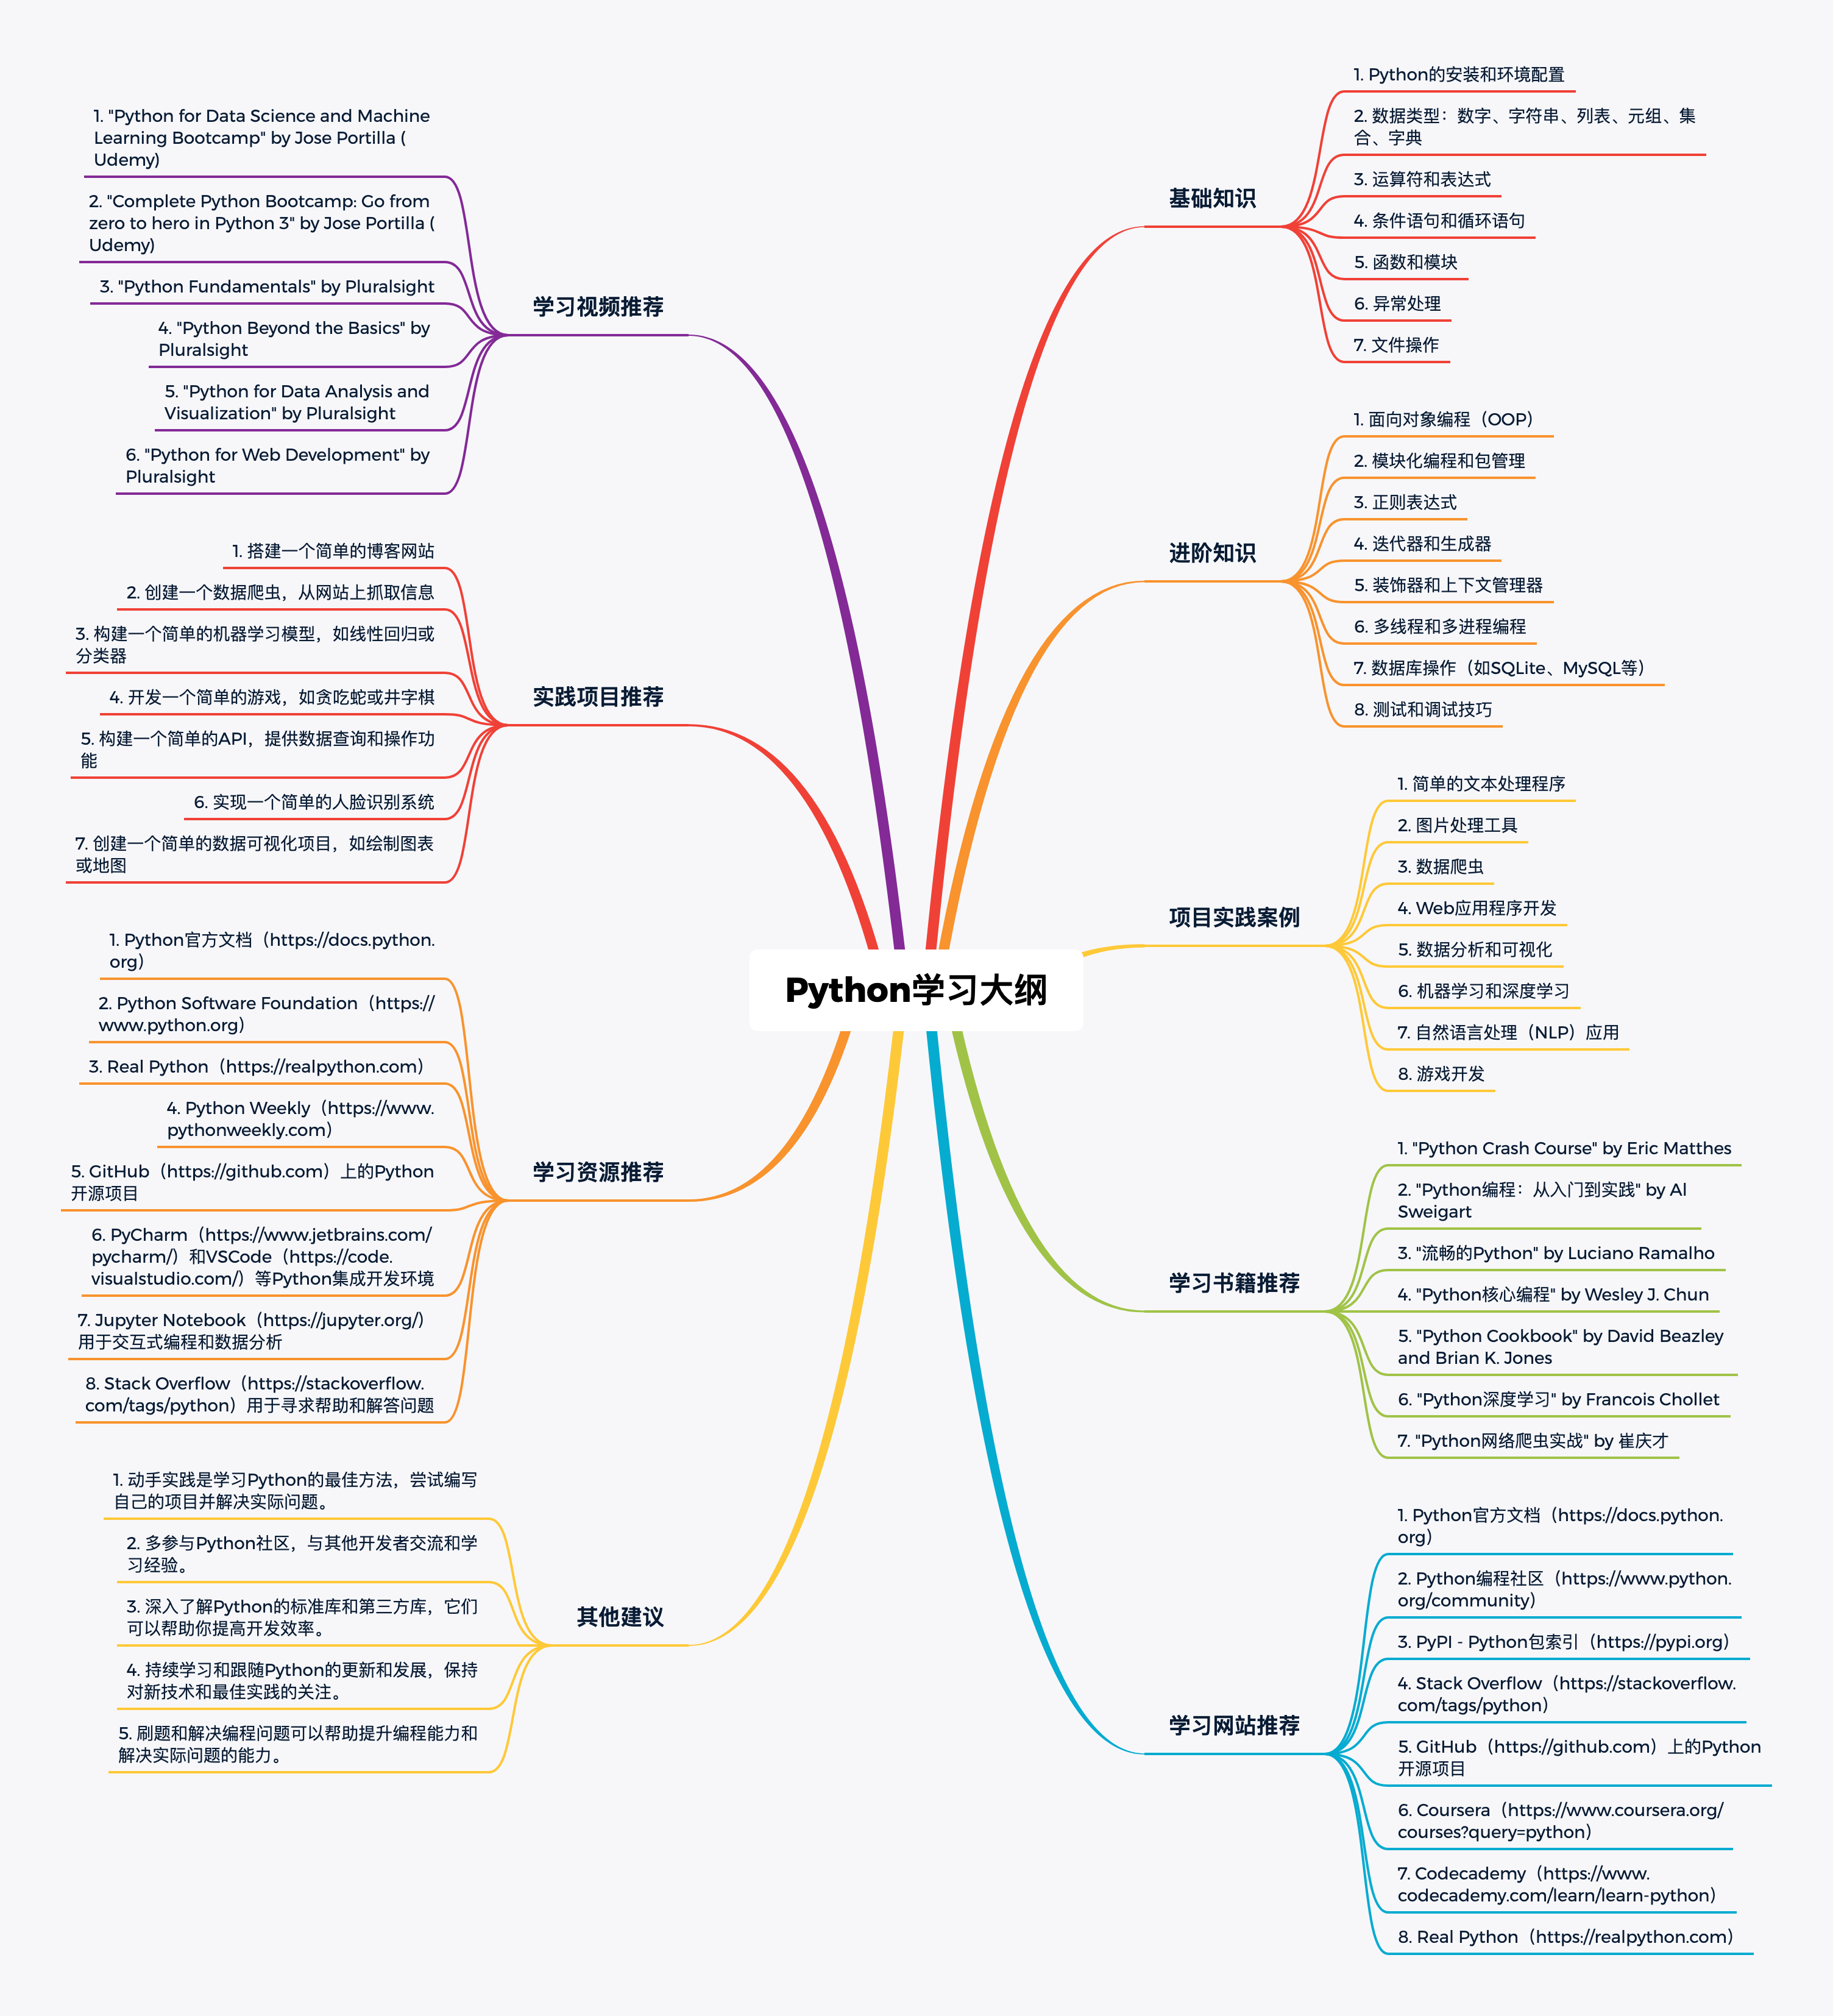 Python学习大纲
基础知识
1. Python的安装和环境配置
2. 数据类型：数字、字符串、列表、元组、集
合、字典
3. 运算符和表达式
4. 条件语句和循环语句
5. 函数和模块
6. 异常处理
7. 文件操作
进阶知识
1. 面向对象编程（OOP）
2. 模块化编程和包管理
3. 正则表达式
4. 迭代器和生成器
5. 装饰器和上下文管理器
6. 多线程和多进程编程
7. 数据库操作（如SQLite、MySQL等）
8. 测试和调试技巧
项目实践案例
1. 简单的文本处理程序
2. 图片处理工具
3. 数据爬虫
4. Web应用程序开发
5. 数据分析和可视化
6. 机器学习和深度学习
7. 自然语言处理（NLP）应用
8. 游戏开发
学习书籍推荐
1. "Python Crash Course" by Eric Matthes
2. "Python编程：从入门到实践" by Al
Sweigart
3. "流畅的Python" by Luciano Ramalho
4. "Python核心编程" by Wesley J. Chun
5. "Python Cookbook" by David Beazley
and Brian K. Jones
6. "Python深度学习" by Francois Chollet
7. "Python网络爬虫实战" by 崔庆才
学习网站推荐
1. Python官方文档（https://docs.python.
org）
2. Python编程社区（https://www.python.
org/community）
3. PyPI - Python包索引（https://pypi.org）
4. Stack Overflow（https://stackoverflow.
com/tags/python）
5. GitHub（https://github.com）上的Python
开源项目
6. Coursera（https://www.coursera.org/
courses?query=python）
7. Codecademy（https://www.
codecademy.com/learn/learn-python）
8. Real Python（https://realpython.com）
学习视频推荐
1. "Python for Data Science and Machine
Learning Bootcamp" by Jose Portilla (
Udemy)
2. "Complete Python Bootcamp: Go from
zero to hero in Python 3" by Jose Portilla (
Udemy)
3. "Python Fundamentals" by Pluralsight
4. "Python Beyond the Basics" by
Pluralsight
5. "Python for Data Analysis and
Visualization" by Pluralsight
6. "Python for Web Development" by
Pluralsight
实践项目推荐
1. 搭建一个简单的博客网站
2. 创建一个数据爬虫，从网站上抓取信息
3. 构建一个简单的机器学习模型，如线性回归或
分类器
4. 开发一个简单的游戏，如贪吃蛇或井字棋
5. 构建一个简单的API，提供数据查询和操作功
能
6. 实现一个简单的人脸识别系统
7. 创建一个简单的数据可视化项目，如绘制图表
或地图
学习资源推荐
1. Python官方文档（https://docs.python.
org）
2. Python Software Foundation（https://
www.python.org）
3. Real Python（https://realpython.com）
4. Python Weekly（https://www.
pythonweekly.com）
5. GitHub（https://github.com）上的Python
开源项目
6. PyCharm（https://www.jetbrains.com/
pycharm/）和VSCode（https://code.
visualstudio.com/）等Python集成开发环境
7. Jupyter Notebook（https://jupyter.org/）
用于交互式编程和数据分析
8. Stack Overflow（https://stackoverflow.
com/tags/python）用于寻求帮助和解答问题
其他建议
1. 动手实践是学习Python的最佳方法，尝试编写
自己的项目并解决实际问题。
2. 多参与Python社区，与其他开发者交流和学
习经验。
3. 深入了解Python的标准库和第三方库，它们
可以帮助你提高开发效率。
4. 持续学习和跟随Python的更新和发展，保持
对新技术和最佳实践的关注。
5. 刷题和解决编程问题可以帮助提升编程能力和
解决实际问题的能力。